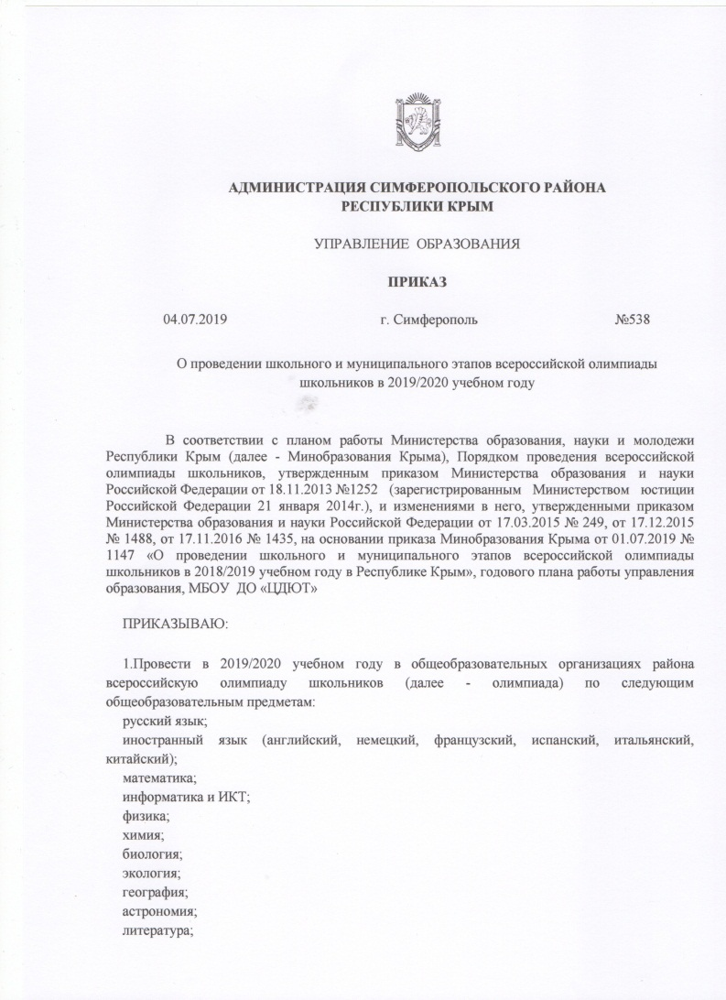 АДМИНИСТРАЦИЯ СИМФЕРОПОЛЬСКОГО РАЙОНА
РЕСПУБЛИКИ КРЫМ
УПРАВЛЕНИЕ ОБРАЗОВАНИЯ
ПРИКАЗ
04.07.2019 г. Симферополь №538
О проведении школьного и муниципального этапов всероссийской олимпиады
школьников в 2019/2020 учебном году
В соответствии с планом работы Министерства образования, науки и молодежи
Республики Крым (далее - Минобразования Крыма), Порядком проведения всероссийской
олимпиады школьников, утвержденным приказом Министерства образования и науки
Российской Федерации от 18.11.2013 №1252 (зарегистрированным Министерством юстиции
Российской Федерации 21 января 2014г.), и изменениями в него, утвержденными приказом
Министерства образования и науки Российской Федерации от 17.03.2015 № 249, от 17.12.2015
№ 1488, от 17.11.2016 № 1435, на основании приказа Минобразования Крыма от 01.07.2019 №
1147 «О проведении школьного и муниципального этапов всероссийской олимпиады
школьников в 2018/2019 учебном году в Республике Крым», годового плана работы управления
образования, МБОУ ДО «ЦДЮТ»
ПРИКАЗЫВАЮ:
1.Провести в 2019/2020 учебном году в общеобразовательных организациях района
всероссийскую олимпиаду школьников (далее - олимпиада) по следующим
общеобразовательным предметам:
русский язык;
иностранный язык (английский, немецкий, французский, испанский, итальянский,
китайский);
математика;
информатика и ИКТ;
физика;
химия;
биология;
экология;
география;
астрономия;
литература;